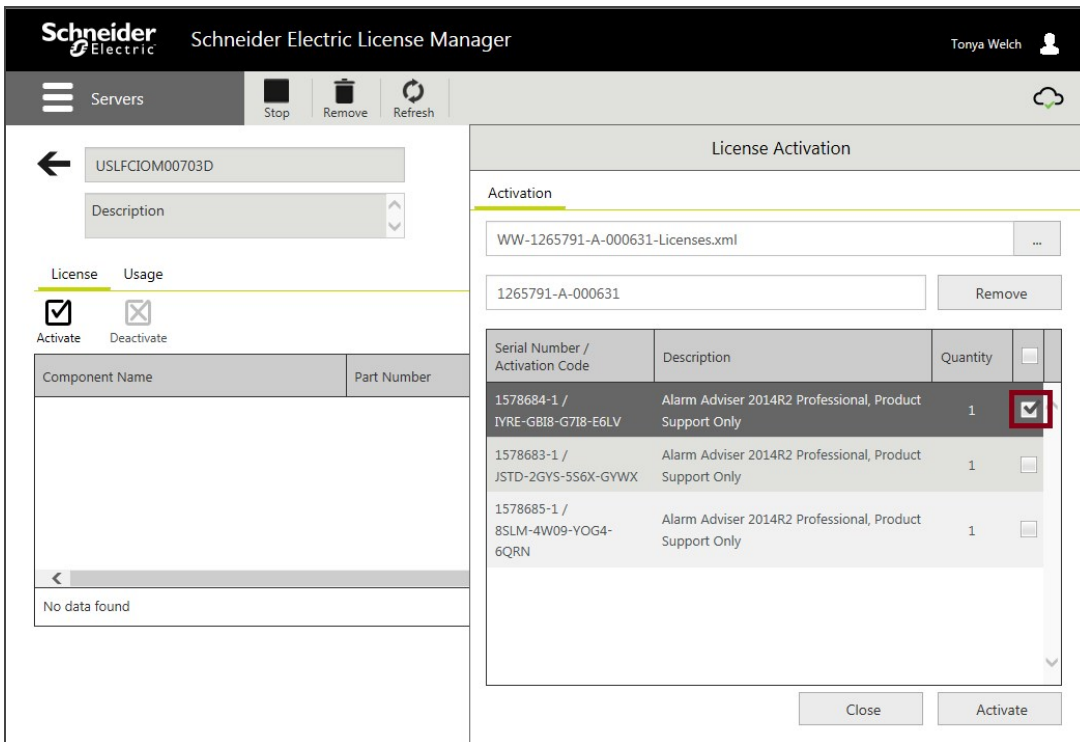 Schneider
Electric
Schneider Electric License Manager
Tonya Welch
Servers
Stop
Remove
Refresh
USLFCIOM00703D
Description
License
Usage
Activate
Deactivate
Component Name
Part Number
No data found
License Activation
Activation
WW-1265791-A-000631-Licenses.xml
...
1265791-A-000631
Remove
Serial Number /
Activation Code
Description
Quantity
1578684-1 /
IYRE-GBI8-G7I8-E6LV
Alarm Adviser 2014R2 Professional, Product
Support Only
1
1578683-1 /
JSTD-2GYS-5S6X-GYWX
Alarm Adviser 2014R2 Professional, Product
Support Only
1
1578685-1 /
8SLM-4W09-YOG4-
6QRN
Alarm Adviser 2014R2 Professional, Product
Support Only
1
Close
Activate